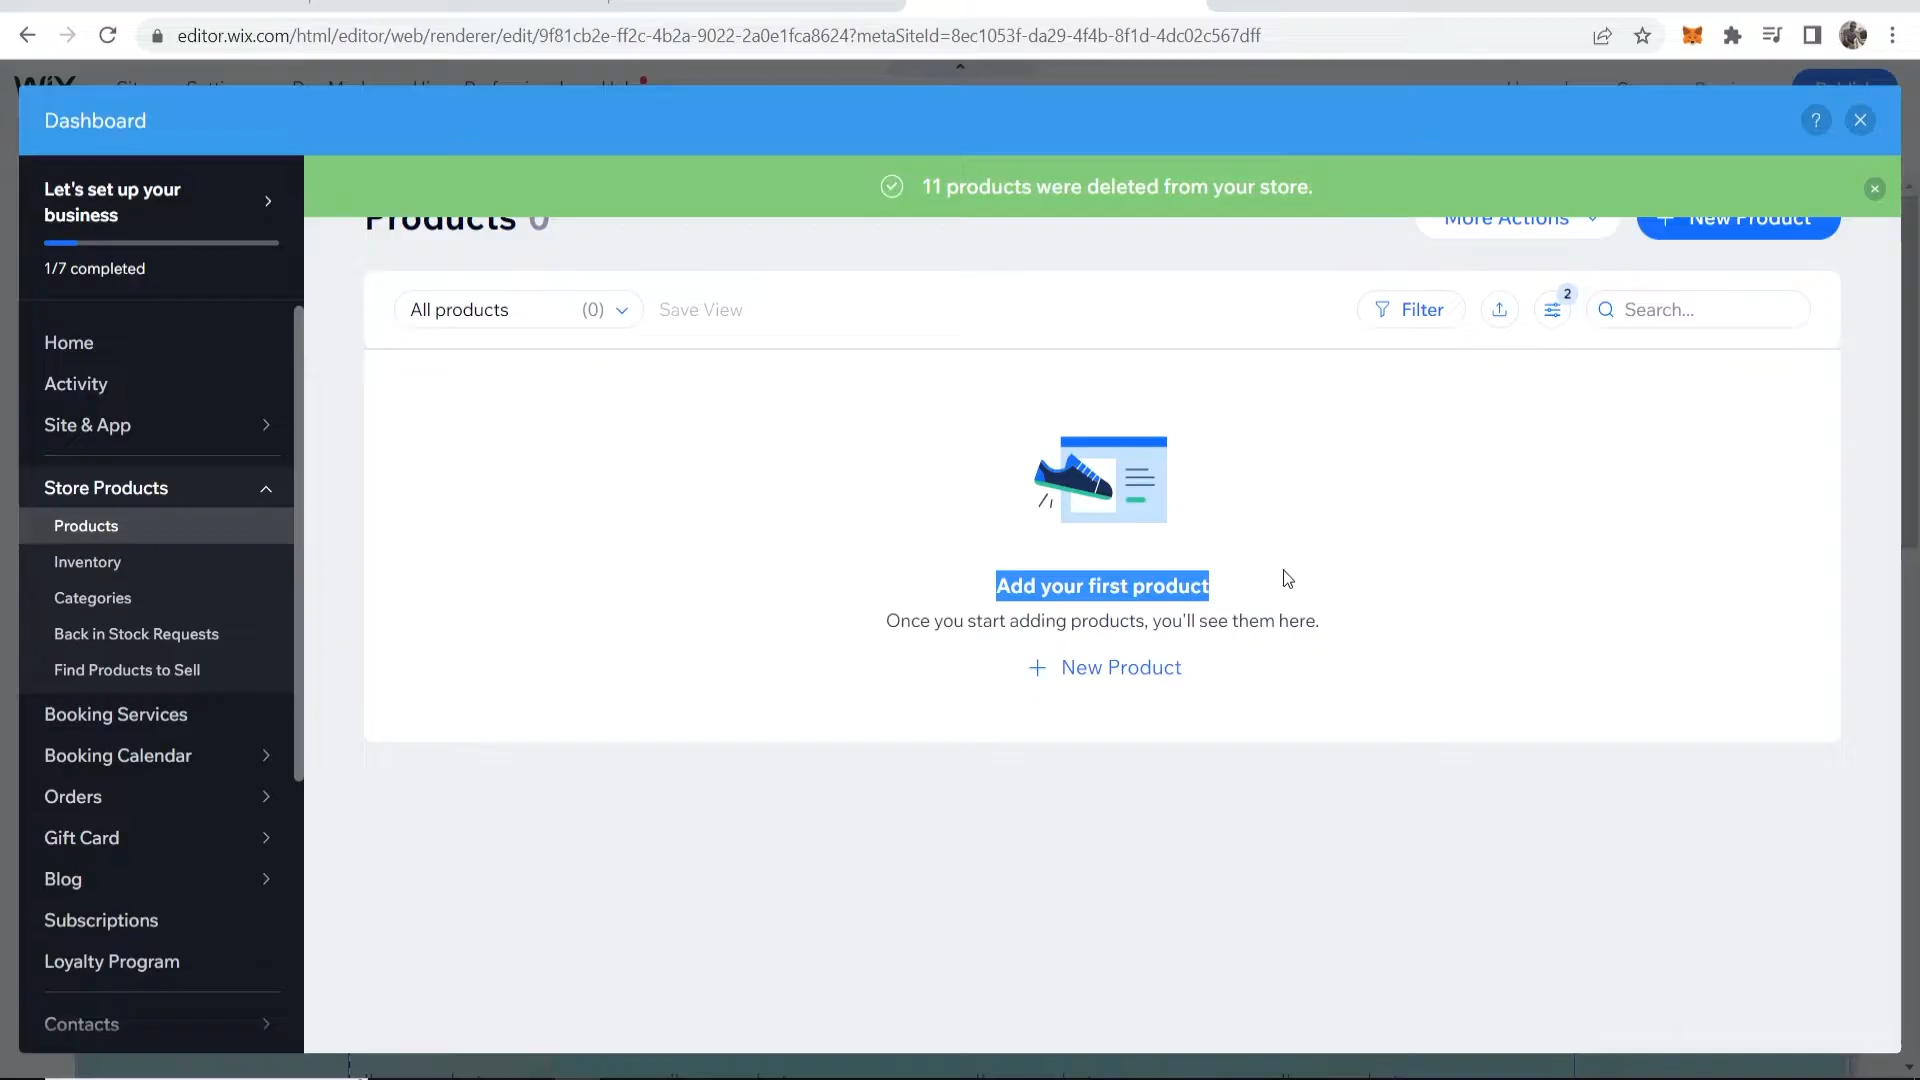 editor.wix.com/html/editor/web/renderer/edit/9f81cb2e-ff2c-4b2a-9022-2a0e1fca8624?metaSiteId=8ec1053f-da29-4f4b-8f1d-4dc02c567dff
Dashboard
?
Let's set up your
business
1/7 completed
11 products were deleted from your store.
Products 0
More Actions
New Product
All products (0)
Save View
Filter
2
Search...
Home
Activity
Site & App
Store Products
Products
Inventory
Categories
Back in Stock Requests
Find Products to Sell
Booking Services
Booking Calendar
Orders
Gift Card
Blog
Subscriptions
Loyalty Program
Contacts
Add your first product
Once you start adding products, you'll see them here.
+ New Product